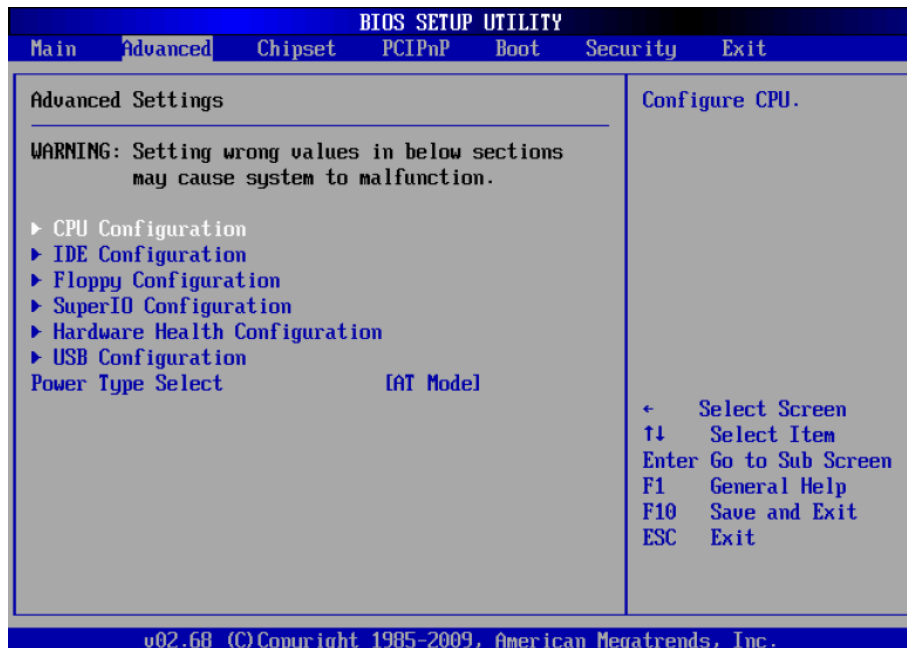 BIOS SETUP UTILITY
Main Advanced Chipset PCIPnP Boot Security Exit
Advanced Settings
WARNING: Setting wrong values in below sections
may cause system to malfunction.
▶ CPU Configuration
▶ IDE Configuration
▶ Floppy Configuration
▶ SuperIO Configuration
▶ Hardware Health Configuration
▶ USB Configuration
Power Type Select [AT Mode]
Configure CPU.
← Select Screen
↑↓ Select Item
Enter Go to Sub Screen
F1 General Help
F10 Save and Exit
ESC Exit
v02.68 (C)Copyright 1985-2009, American Megatrends, Inc.